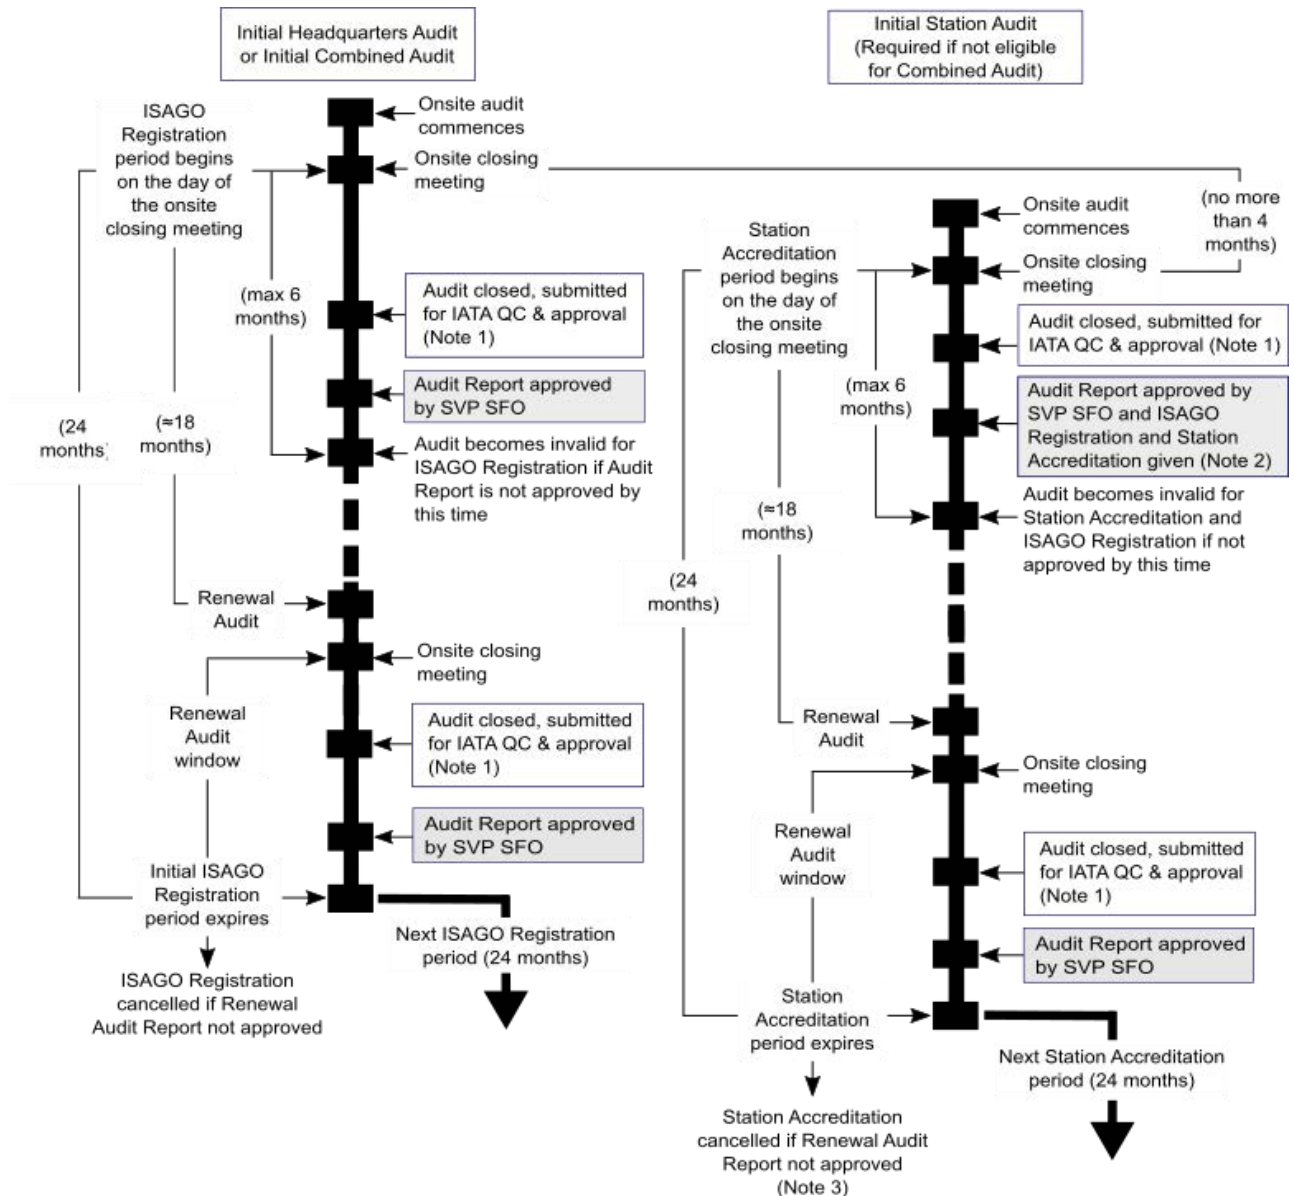 Initial Headquarters Audit
or Initial Combined Audit
ISAGO
Registration
period begins
on the day of
the onsite
closing meeting
Onsite audit
commences
Onsite closing
meeting
(max 6
months)
Audit closed, submitted
for IATA QC & approval
(Note 1)
Audit Report approved
by SVP SFO
(24
months)
(≈18
months)
Audit becomes invalid for
ISAGO Registration if Audit
Report is not approved by
this time
Renewal
Audit
Onsite closing
meeting
Renewal
Audit
window
Audit closed, submitted
for IATA QC & approval
(Note 1)
Audit Report approved
by SVP SFO
Initial ISAGO
Registration
period expires
Next ISAGO Registration
period (24 months)
ISAGO Registration
cancelled if Renewal
Audit Report not approved
Initial Station Audit
(Required if not eligible
for Combined Audit)
(no more
than 4
months)
Onsite audit
commences
Station
Accreditation
period begins
on the day of
the onsite
closing meeting
Onsite closing
meeting
Audit closed, submitted for
IATA QC & approval (Note 1)
(max 6
months)
Audit Report approved by
SVP SFO and ISAGO
Registration and Station
Accreditation given (Note 2)
Audit becomes invalid for
Station Accreditation and
ISAGO Registration if not
approved by this time
(≈18
months)
(24
months)
Renewal
Audit
Onsite closing
meeting
Renewal
Audit
window
Audit closed, submitted
for IATA QC & approval
(Note 1)
Audit Report approved
by SVP SFO
Station
Accreditation
period expires
Next Station Accreditation
period (24 months)
Station Accreditation
cancelled if Renewal Audit
Report not approved
(Note 3)